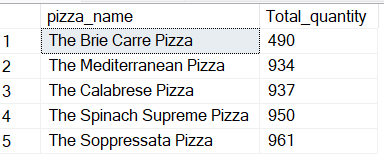 pizza_name Total_quantity
1 The Brie Carre Pizza 490
2 The Mediterranean Pizza 934
3 The Calabrese Pizza 937
4 The Spinach Supreme Pizza 950
5 The Soppressata Pizza 961